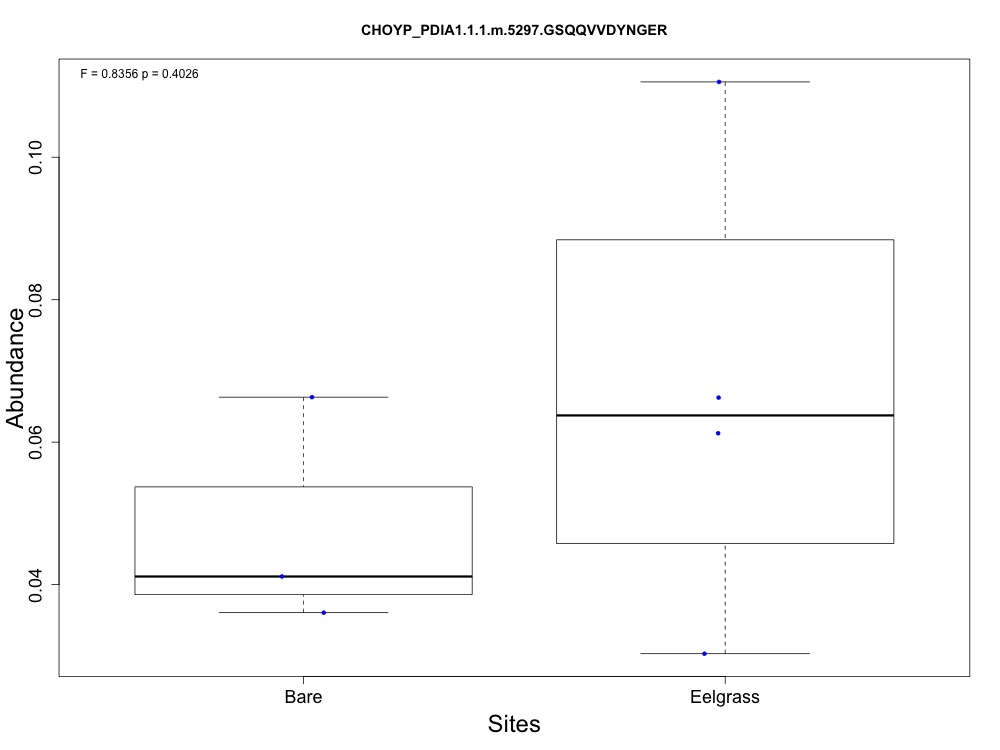 CHOYP_PDIA1.1.1.m.5297.GSQQVVDYNGER
F = 0.8356 p = 0.4026
0.10
0.08
0.06
0.04
Abundance
Bare Eelgrass
Sites